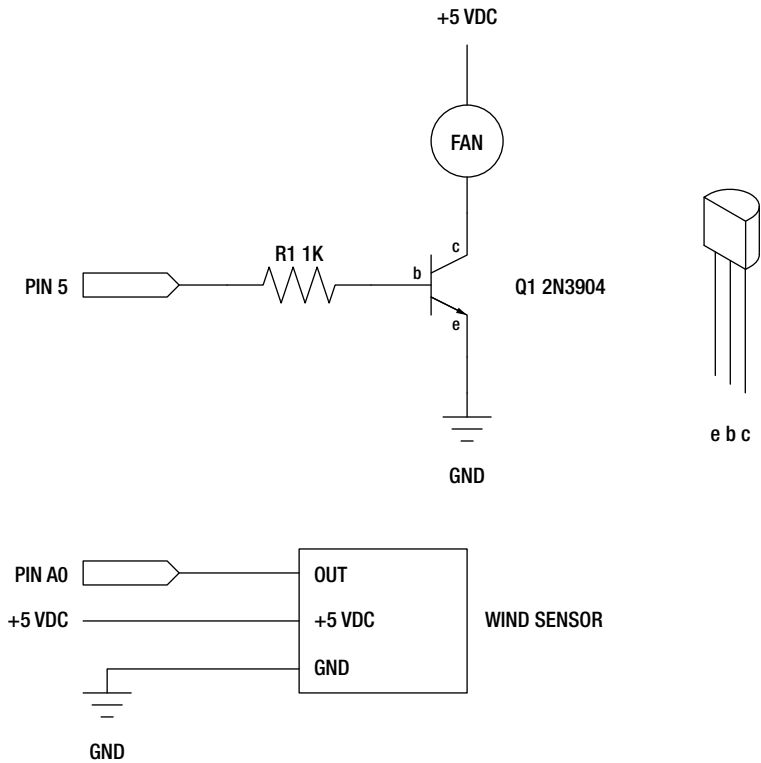 +5 VDC
FAN
R1 1K
c
b
PIN 5
Q1 2N3904
e
e b c
GND
PIN A0
OUT
+5 VDC
+5 VDC
WIND SENSOR
GND
GND